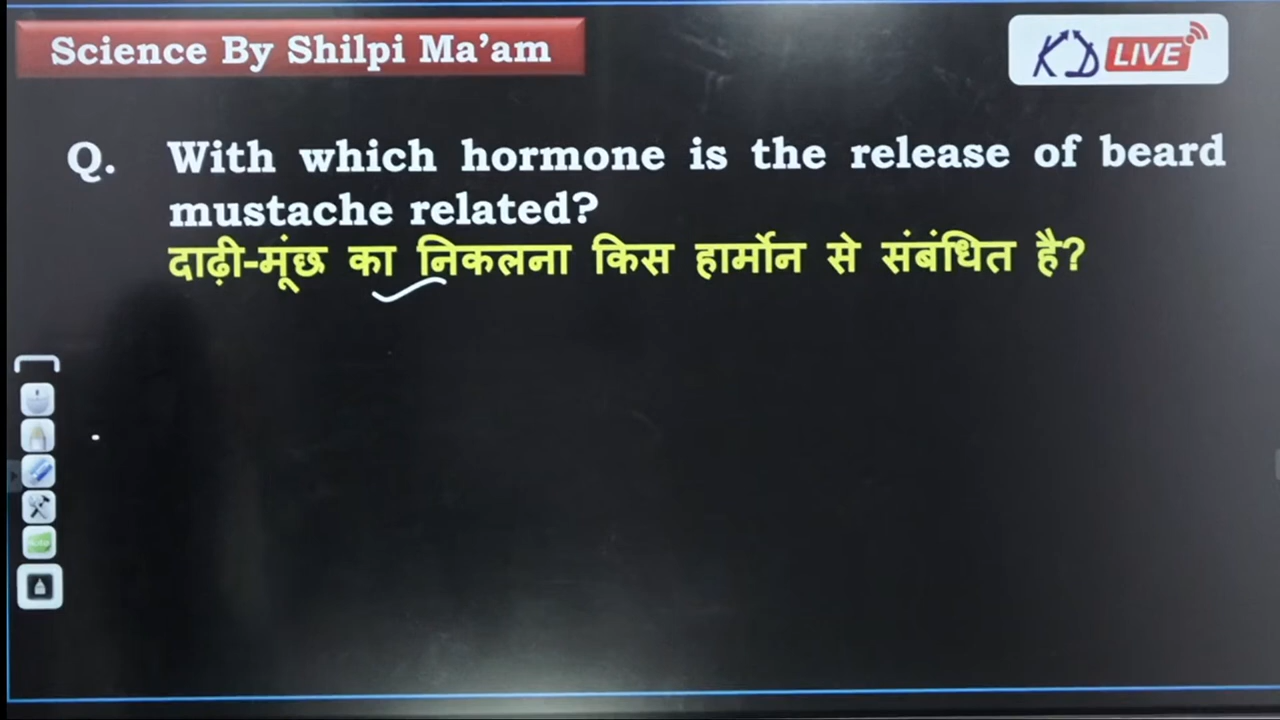 Science By Shilpi Ma’am
KD LIVE
Q. With which hormone is the release of beard
mustache related?
दाढ़ी-मूंछ का निकलना किस हार्मोन से संबंधित है?